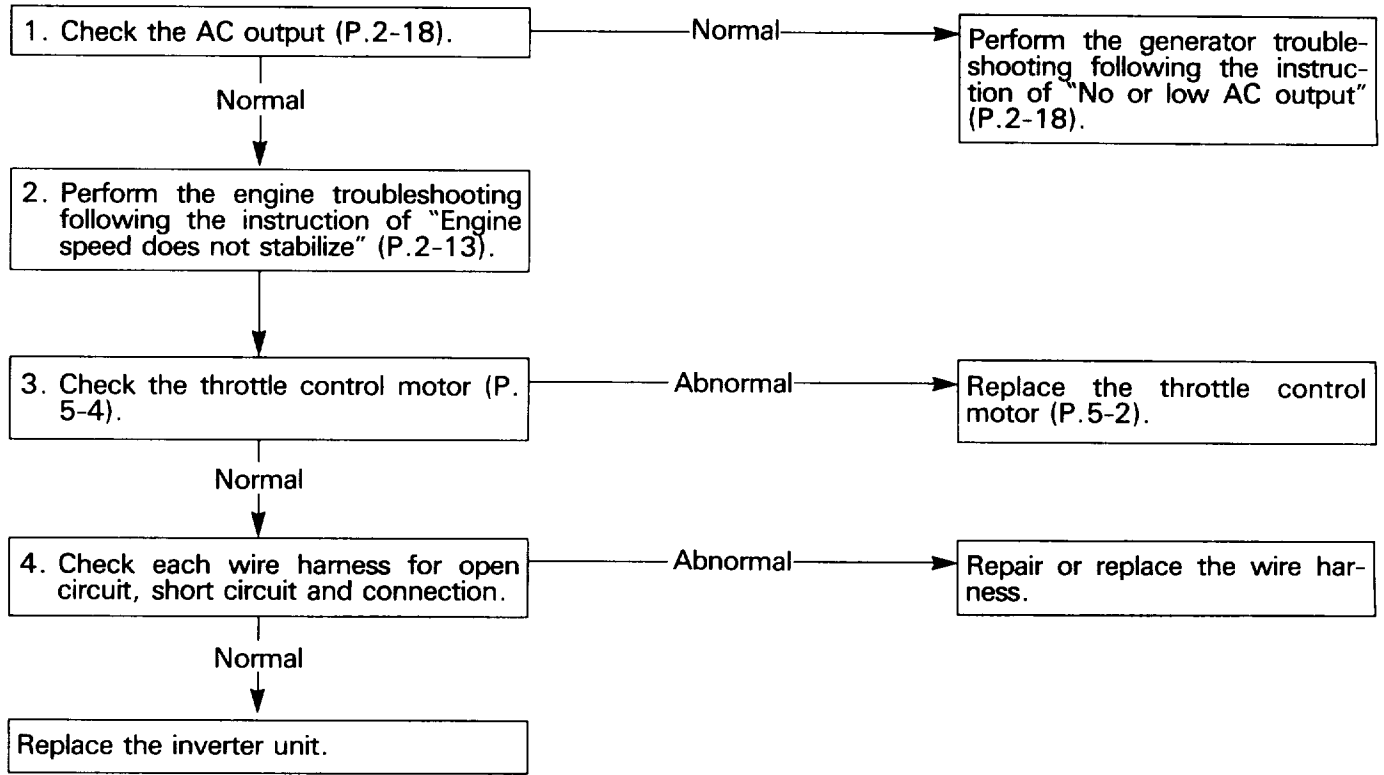 1. Check the AC output (P.2-18).
Normal
Perform the generator trouble-
shooting following the instruc-
tion of "No or low AC output"
(P.2-18).
Normal
2. Perform the engine troubleshooting
following the instruction of "Engine
speed does not stabilize" (P.2-13).
3. Check the throttle control motor (P.
5-4).
Abnormal
Replace the throttle control
motor (P.5-2).
Normal
4. Check each wire harness for open
circuit, short circuit and connection.
Abnormal
Repair or replace the wire har-
ness.
Normal
Replace the inverter unit.